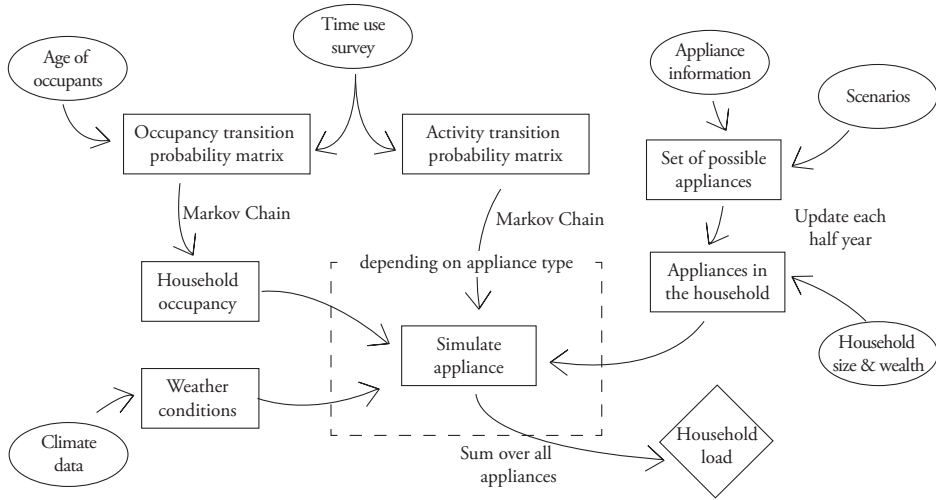 Time use
survey
Age of
occupants
Appliance
information
Scenarios
Occupancy transition
probability matrix
Activity transition
probability matrix
Set of possible
appliances
Markov Chain
Markov Chain
Update each
half year
depending on appliance type
Household
occupancy
Appliances in
the household
Simulate
appliance
Household
size & wealth
Weather
conditions
Climate
data
Sum over all
appliances
Household
load